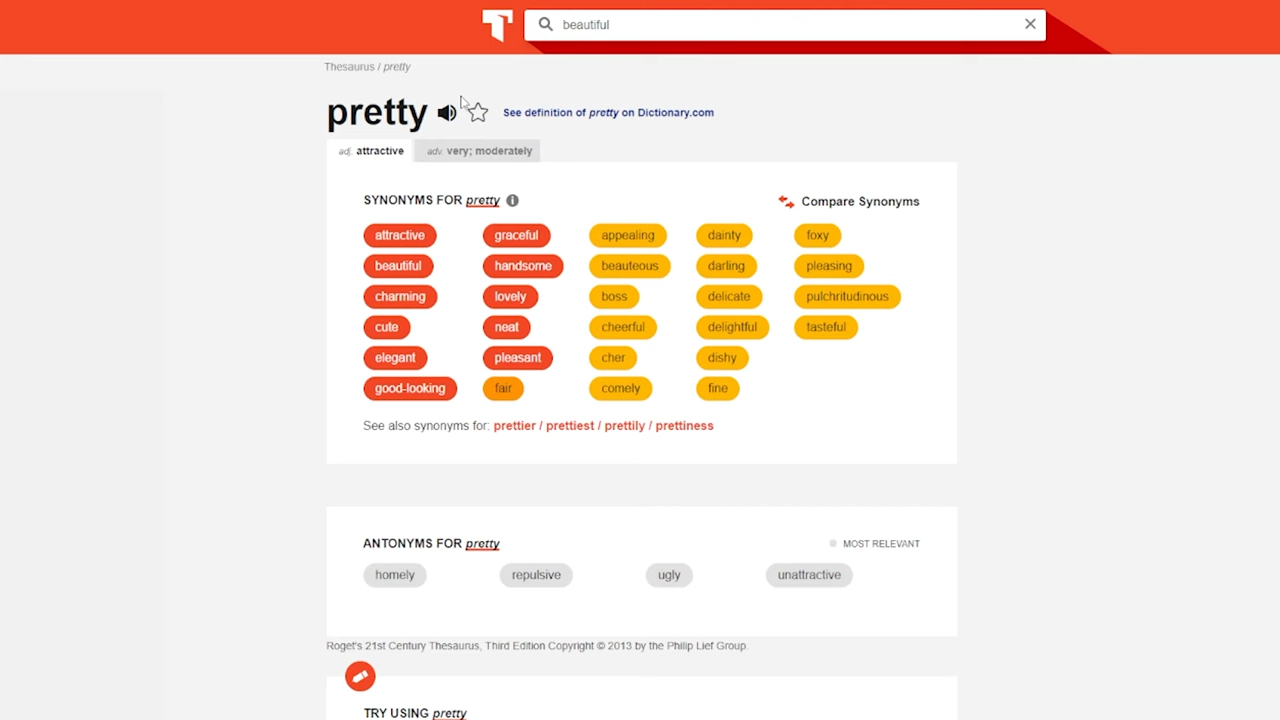 beautiful
Thesaurus / pretty
pretty See definition of pretty on Dictionary.com
adj. attractive adv. very; moderately
SYNONYMS FOR pretty Compare Synonyms
attractive graceful appealing dainty foxy
beautiful handsome beauteous darling pleasing
charming lovely boss delicate pulchritudinous
cute neat cheerful delightful tasteful
elegant pleasant cher dishy
good-looking fair comely fine
See also synonyms for: prettier / prettiest / prettily / prettiness
ANTONYMS FOR pretty MOST RELEVANT
homely repulsive ugly unattractive
Roget's 21st Century Thesaurus, Third Edition Copyright © 2013 by the Philip Lief Group.
TRY USING pretty